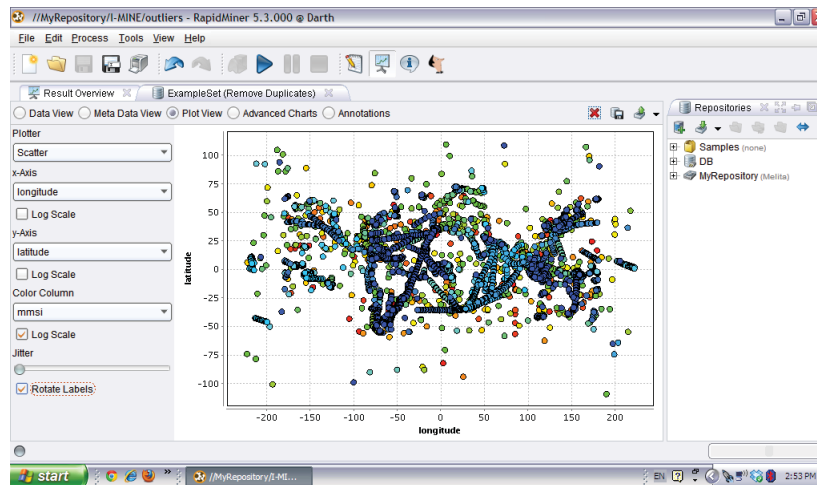 //MyRepository/I-MINE/outliers - RapidMiner 5.3.000 @ Darth
File Edit Process Tools View Help
Result Overview ExampleSet (Remove Duplicates)
Data View Meta Data View Plot View Advanced Charts Annotations
Repositories
Plotter
Scatter
x-Axis
longitude
Log Scale
y-Axis
latitude
Log Scale
Color Column
mmsi
Log Scale
Jitter
Rotate Labels
latitude
100
75
50
25
0
-25
-50
-75
-100
-200 -150 -100 -50 0 50 100 150 200
longitude
Samples (none)
DB
MyRepository (Melita)
start
//MyRepository/I-MI...
EN
2:53 PM